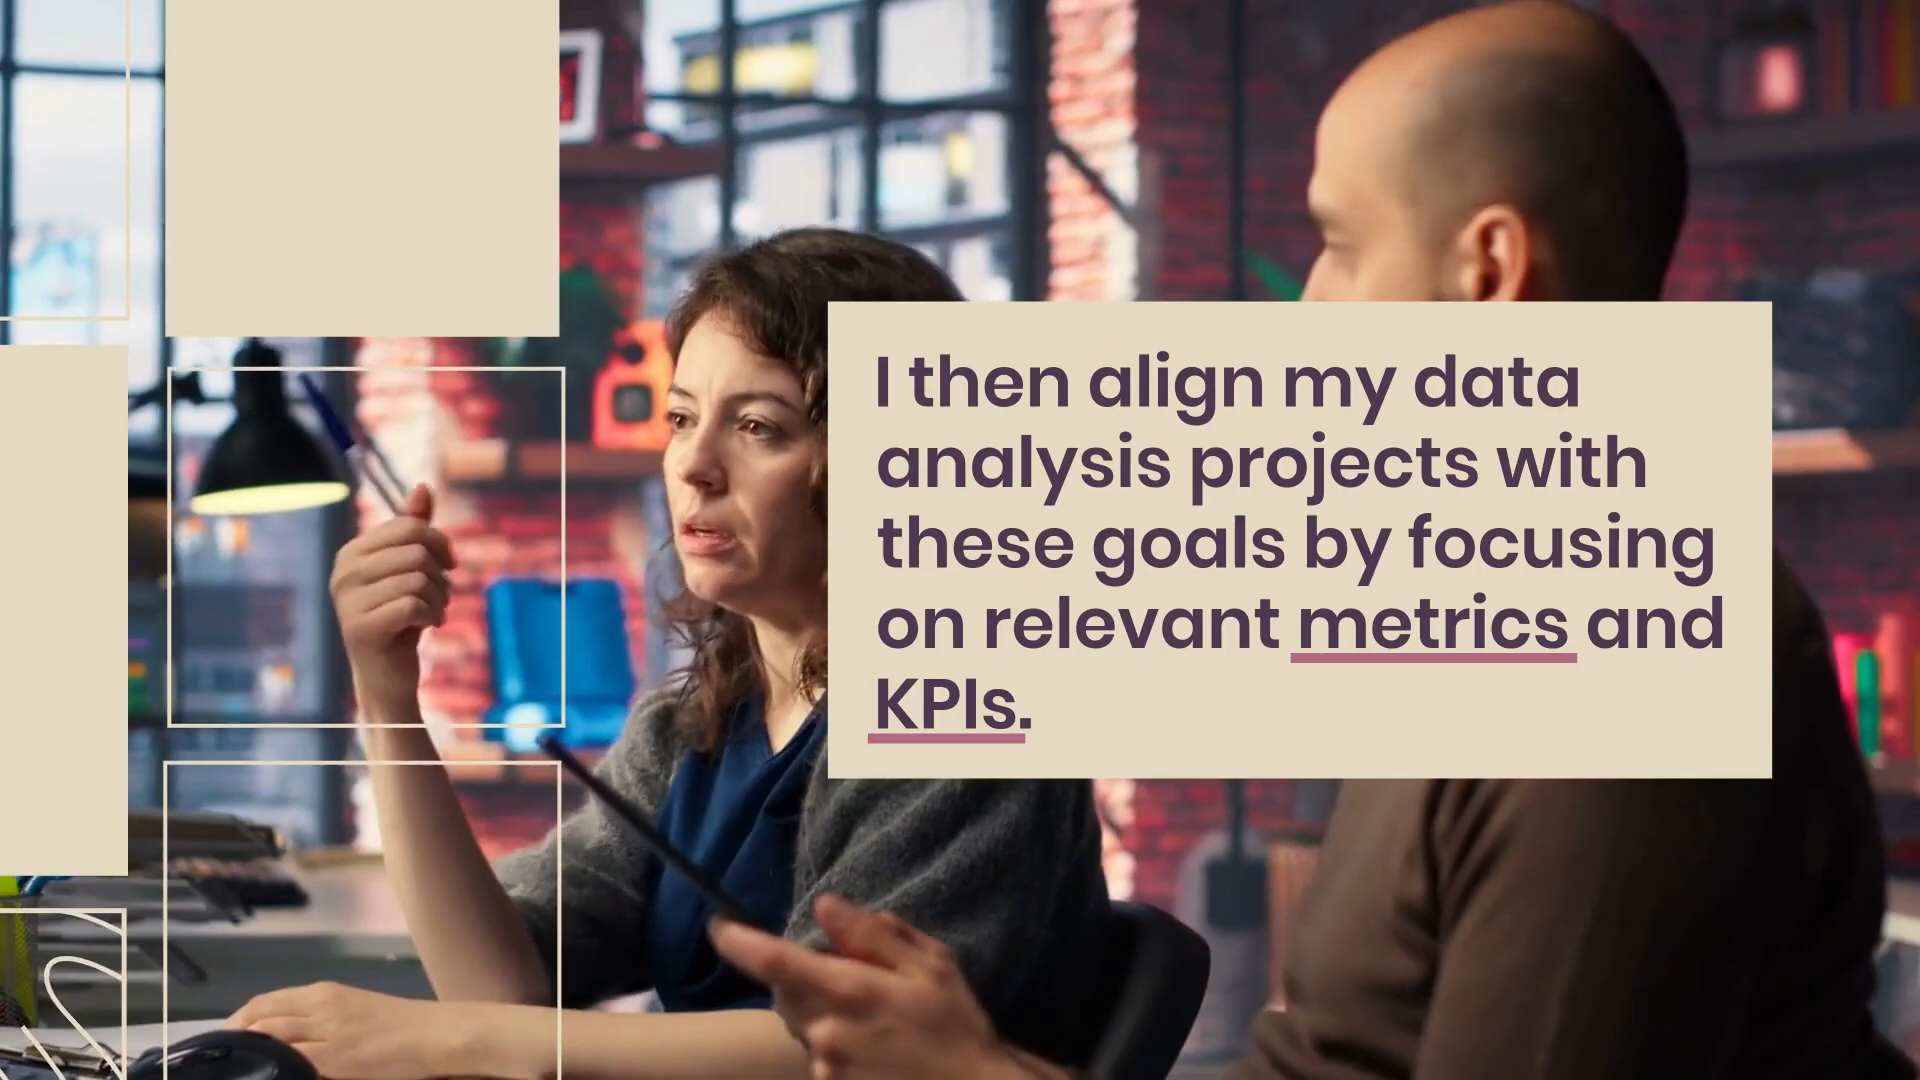 I then align my data
analysis projects with
these goals by focusing
on relevant metrics and
KPIs.